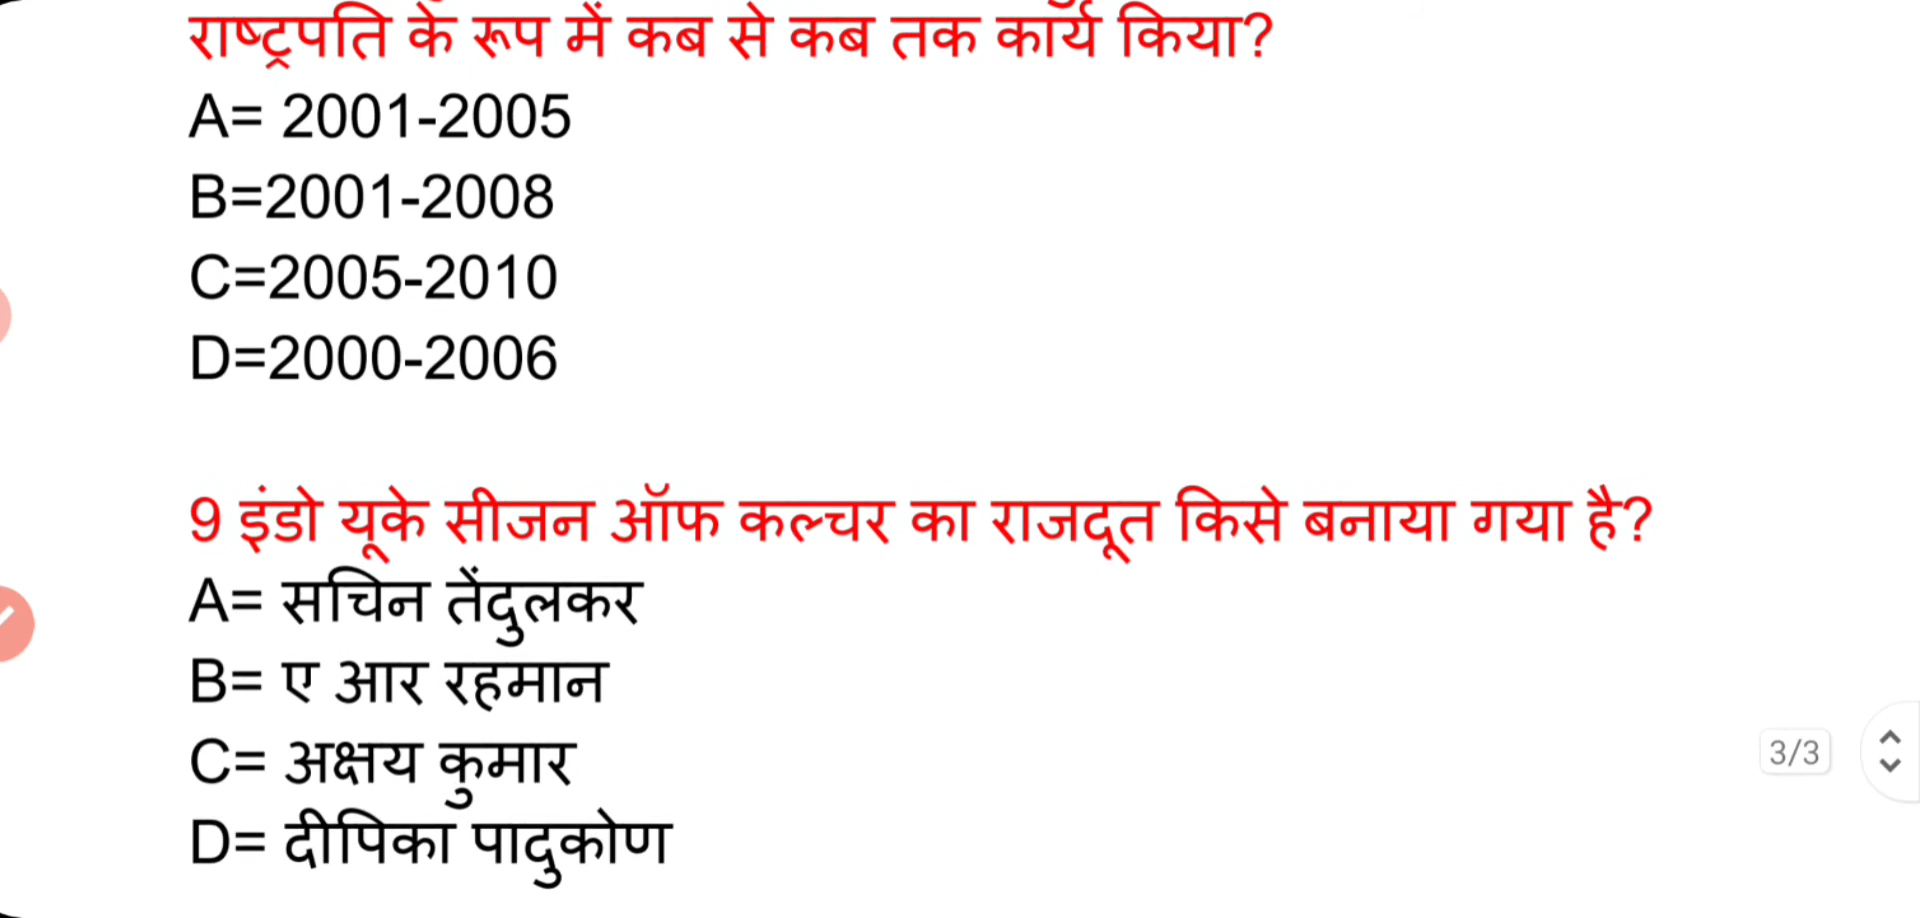 राष्ट्रपति के रूप में कब से कब तक कार्य किया?
A= 2001-2005
B=2001-2008
C=2005-2010
D=2000-2006
9 इंडो यूके सीजन ऑफ कल्चर का राजदूत किसे बनाया गया है?
A= सचिन तेंदुलकर
B= ए आर रहमान
C= अक्षय कुमार
D= दीपिका पादुकोण
3/3